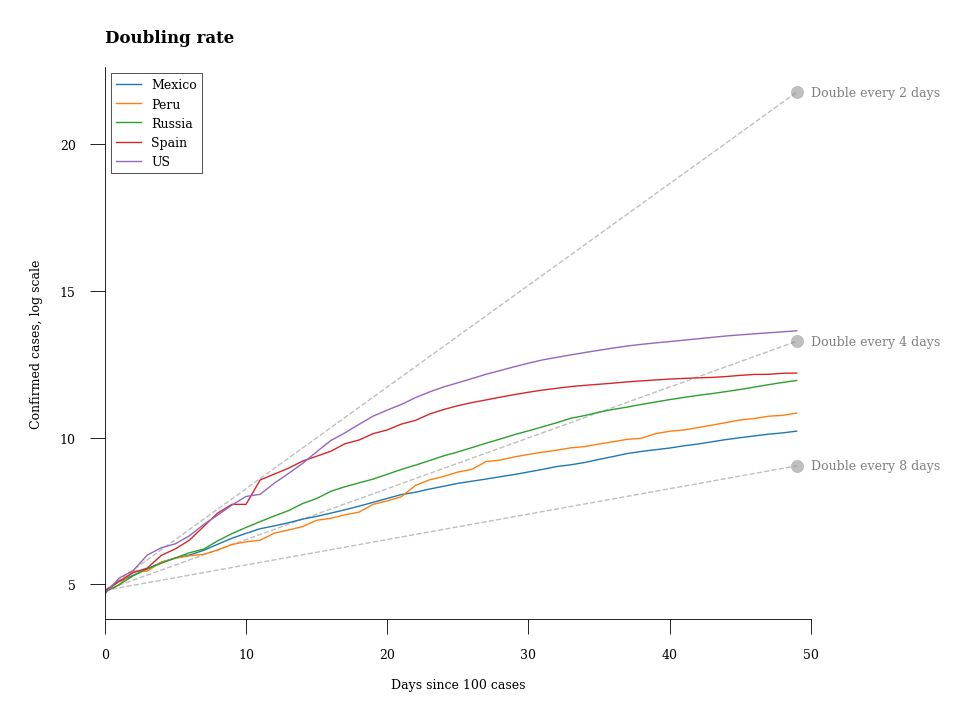 Doubling rate
Mexico
Peru
Russia
Spain
US
Double every 2 days
Double every 4 days
Double every 8 days
Confirmed cases, log scale
20
15
10
5
0 10 20 30 40 50
Days since 100 cases